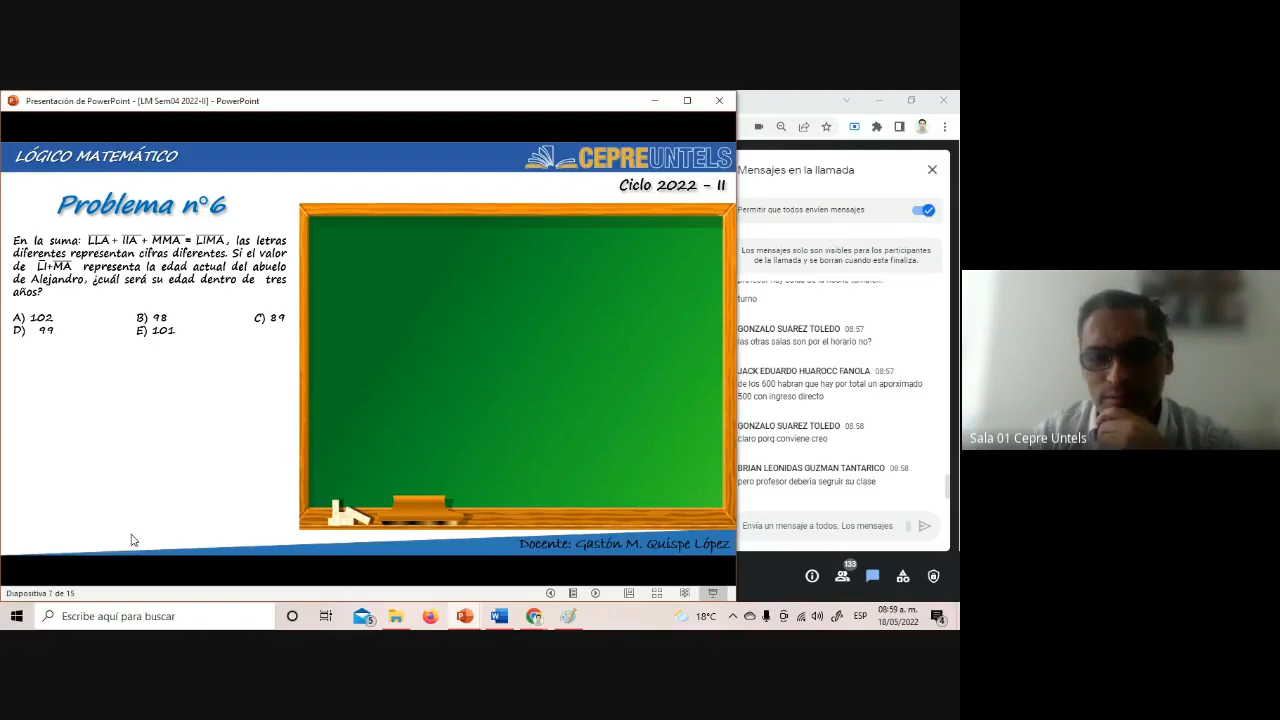 Presentación de PowerPoint - [LM Sem04 2022-II] - PowerPoint
LÓGICO MATEMÁTICO
CEPREUNTELS
Ciclo 2022 - II
Problema n°6
En la suma: LLA + IIA + MMA = LIMA, las letras
diferentes representan cifras diferentes. Si el valor
de LI+MA representa la edad actual del abuelo
de Alejandro, ¿cuál será su edad dentro de tres
años?
A) 102 B) 98 C) 89
D) 99 E) 101
Docente: Gastón M. Quispe López
Diapositiva 7 de 15
Mensajes en la llamada
Permitir que todos envíen mensajes
Los mensajes solo son visibles para los participantes
de la llamada y se borran cuando esta finaliza.
turno
GONZALO SUAREZ TOLEDO 08:57
las otras salas son por el horario no?
JACK EDUARDO HUAROCC FANOLA 08:57
de los 600 habran que hay por total un aporximado
500 con ingreso directo
GONZALO SUAREZ TOLEDO 08:58
claro porq conviene creo
BRIAN LEONIDAS GUZMAN TANTARICO 08:58
pero profesor deberia segruir su clase
Envía un mensaje a todos. Los mensajes
133
Sala 01 Cepre Untels
Escribe aquí para buscar
5
18°C
ESP
08:59 a. m.
18/05/2022
4